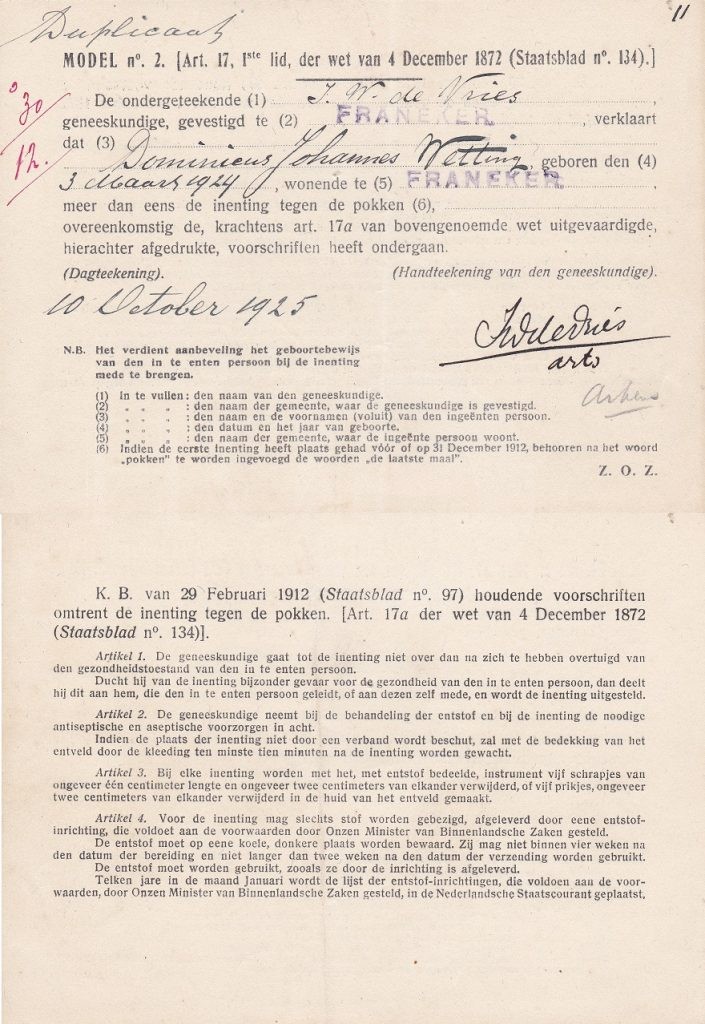 Duplicaat
11
MODEL nº. 2. [Art. 17, 1ste lid, der wet van 4 December 1872 (Staatsblad nº. 134).]
30/12.
De ondergeteekende (1) J. W. de Vries,
geneeskundige, gevestigd te (2) FRANEKER, verklaart
dat (3) Dominicus Johannes Wetting, geboren den (4)
3 Maart 1924, wonende te (5) FRANEKER,
meer dan eens de inenting tegen de pokken (6),
overeenkomstig de, krachtens art. 17a van bovengenoemde wet uitgevaardigde,
hierachter afgedrukte, voorschriften heeft ondergaan.
(Dagteekening). (Handteekening van den geneeskundige).
10 October 1925
JW de Vries
arts
N.B. Het verdient aanbeveling het geboortebewijs
van den in te enten persoon bij de inenting
mede te brengen.
(1) In te vullen: den naam van den geneeskundige.
(2) „ „ „ : den naam der gemeente, waar de geneeskundige is gevestigd.
(3) „ „ „ : den naam en de voornamen (voluit) van den ingeënten persoon.
(4) „ „ „ : den datum en het jaar van geboorte.
(5) „ „ „ : den naam der gemeente, waar de ingeënte persoon woont.
(6) Indien de eerste inenting heeft plaats gehad vóór of op 31 December 1912, behooren na het woord
„pokken” te worden ingevoegd de woorden „de laatste maal”.
Z. O. Z.
K. B. van 29 Februari 1912 (Staatsblad nº. 97) houdende voorschriften
omtrent de inenting tegen de pokken. [Art. 17a der wet van 4 December 1872
(Staatsblad nº. 134)].
Artikel 1. De geneeskundige gaat tot de inenting niet over dan na zich te hebben overtuigd van
den gezondheidstoestand van den in te enten persoon.
Ducht hij van de inenting bijzonder gevaar voor de gezondheid van den in te enten persoon, dan deelt
hij dit aan hem, die den in te enten persoon geleidt, of aan dezen zelf mede, en wordt de inenting uitgesteld.
Artikel 2. De geneeskundige neemt bij de behandeling der entstof en bij de inenting de noodige
antiseptische en aseptische voorzorgen in acht.
Indien de plaats der inenting niet door een verband wordt beschut, zal met de bedekking van het
entveld door de kleeding ten minste tien minuten na de inenting worden gewacht.
Artikel 3. Bij elke inenting worden met het, met entstof bedeelde, instrument vijf schrapjes van
ongeveer één centimeter lengte en ongeveer twee centimeters van elkander verwijderd, of vijf prikjes, ongeveer
twee centimeters van elkander verwijderd in de huid van het entveld gemaakt.
Artikel 4. Voor de inenting mag slechts stof worden gebezigd, afgeleverd door eene entstof-
inrichting, die voldoet aan de voorwaarden door Onzen Minister van Binnenlandsche Zaken gesteld.
De entstof moet op eene koele, donkere plaats worden bewaard. Zij mag niet binnen vier weken na
den datum der bereiding en niet langer dan twee weken na den datum der verzending worden gebruikt.
De entstof moet worden gebruikt, zooals ze door de inrichting is afgeleverd.
Telken jare in de maand Januari wordt de lijst der entstof-inrichtingen, die voldoen aan de voor-
waarden, door Onzen Minister van Binnenlandsche Zaken gesteld, in de Nederlandsche Staatscourant geplaatst.